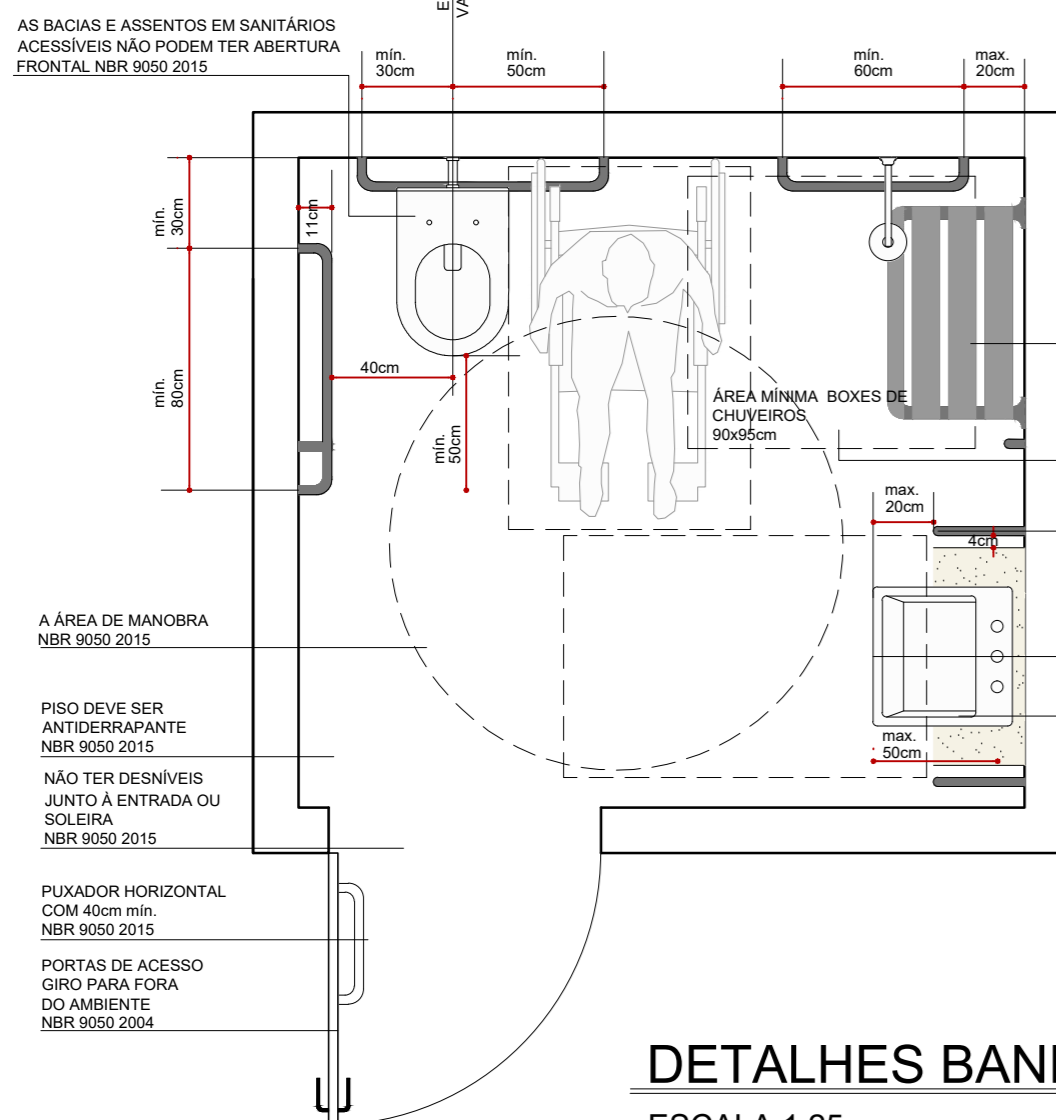 E
VA
AS BACIAS E ASSENTOS EM SANITÁRIOS
ACESSÍVEIS NÃO PODEM TER ABERTURA
FRONTAL NBR 9050 2015
mín.
30cm
mín.
50cm
mín.
60cm
max.
20cm
mín.
30cm
11cm
mín.
80cm
40cm
mín.
50cm
ÁREA MÍNIMA  BOXES DE
CHUVEIROS
90x95cm
max.
20cm
4cm
max.
50cm
A ÁREA DE MANOBRA
NBR 9050 2015
PISO DEVE SER
ANTIDERRAPANTE
NBR 9050 2015
NÃO TER DESNÍVEIS
JUNTO À ENTRADA OU
SOLEIRA
NBR 9050 2015
PUXADOR HORIZONTAL
COM 40cm mín.
NBR 9050 2015
PORTAS DE ACESSO
GIRO PARA FORA
DO AMBIENTE
NBR 9050 2004
DETALHES BAN